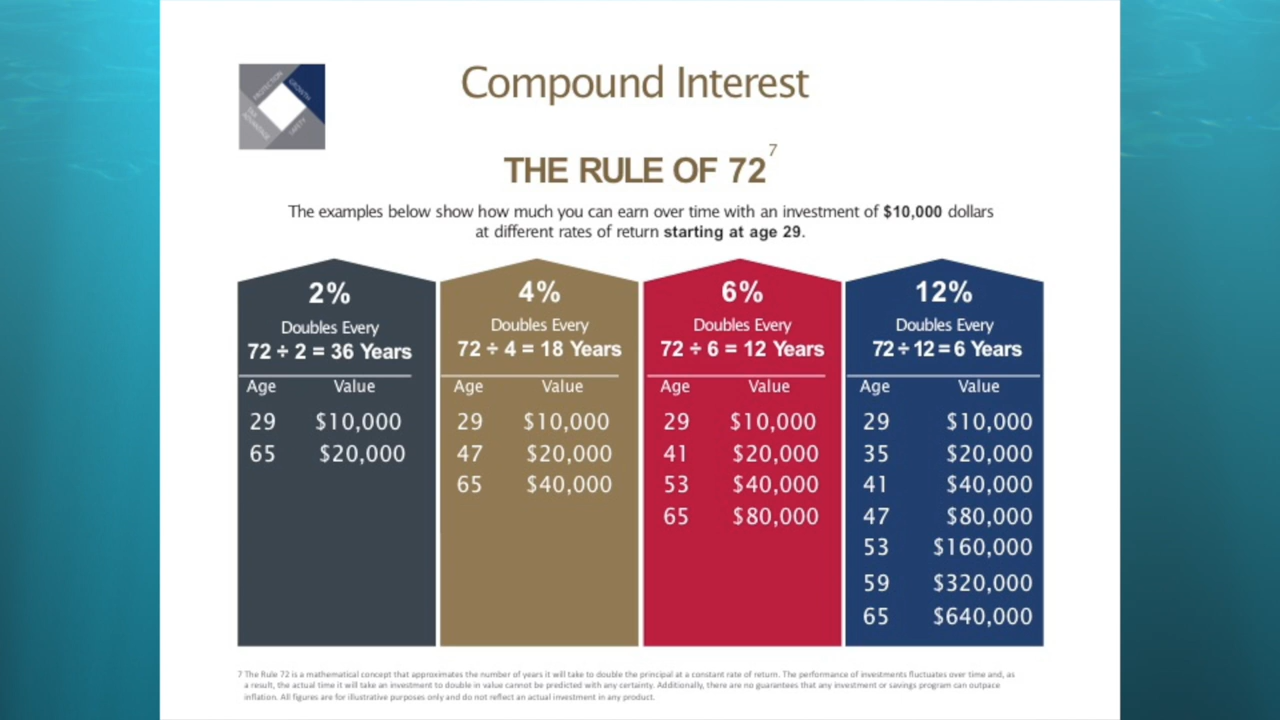 PROTECTION
GROWTH
TAX
ADVANTAGE
SAFETY
Compound Interest
THE RULE OF 72 7
The examples below show how much you can earn over time with an investment of $10,000 dollars
at different rates of return starting at age 29.
2%
Doubles Every
72 ÷ 2 = 36 Years
Age Value
29 $10,000
65 $20,000
4%
Doubles Every
72 ÷ 4 = 18 Years
Age Value
29 $10,000
47 $20,000
65 $40,000
6%
Doubles Every
72 ÷ 6 = 12 Years
Age Value
29 $10,000
41 $20,000
53 $40,000
65 $80,000
12%
Doubles Every
72 ÷ 12 = 6 Years
Age Value
29 $10,000
35 $20,000
41 $40,000
47 $80,000
53 $160,000
59 $320,000
65 $640,000
7 The Rule 72 is a mathematical concept that approximates the number of years it will take to double the principal at a constant rate of return. The performance of investments fluctuates over time and, as
a result, the actual time it will take an investment to double in value cannot be predicted with any certainty. Additionally, there are no guarantees that any investment or savings program can outpace
inflation. All figures are for illustrative purposes only and do not reflect an actual investment in any product.